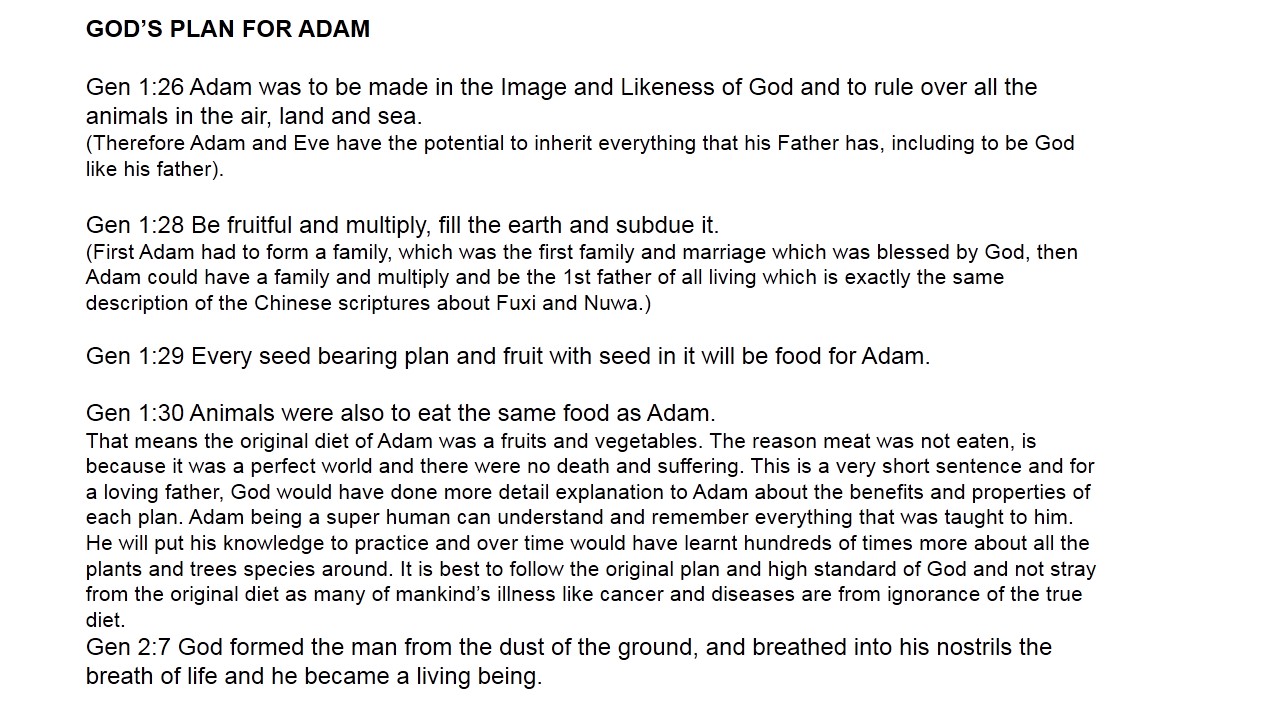 GOD’S PLAN FOR ADAM
Gen 1:26 Adam was to be made in the Image and Likeness of God and to rule over all the
animals in the air, land and sea.
(Therefore Adam and Eve have the potential to inherit everything that his Father has, including to be God
like his father).
Gen 1:28 Be fruitful and multiply, fill the earth and subdue it.
(First Adam had to form a family, which was the first family and marriage which was blessed by God, then
Adam could have a family and multiply and be the 1st father of all living which is exactly the same
description of the Chinese scriptures about Fuxi and Nuwa.)
Gen 1:29 Every seed bearing plan and fruit with seed in it will be food for Adam.
Gen 1:30 Animals were also to eat the same food as Adam.
That means the original diet of Adam was a fruits and vegetables. The reason meat was not eaten, is
because it was a perfect world and there were no death and suffering. This is a very short sentence and for
a loving father, God would have done more detail explanation to Adam about the benefits and properties of
each plan. Adam being a super human can understand and remember everything that was taught to him.
He will put his knowledge to practice and over time would have learnt hundreds of times more about all the
plants and trees species around. It is best to follow the original plan and high standard of God and not stray
from the original diet as many of mankind’s illness like cancer and diseases are from ignorance of the true
diet.
Gen 2:7 God formed the man from the dust of the ground, and breathed into his nostrils the
breath of life and he became a living being.